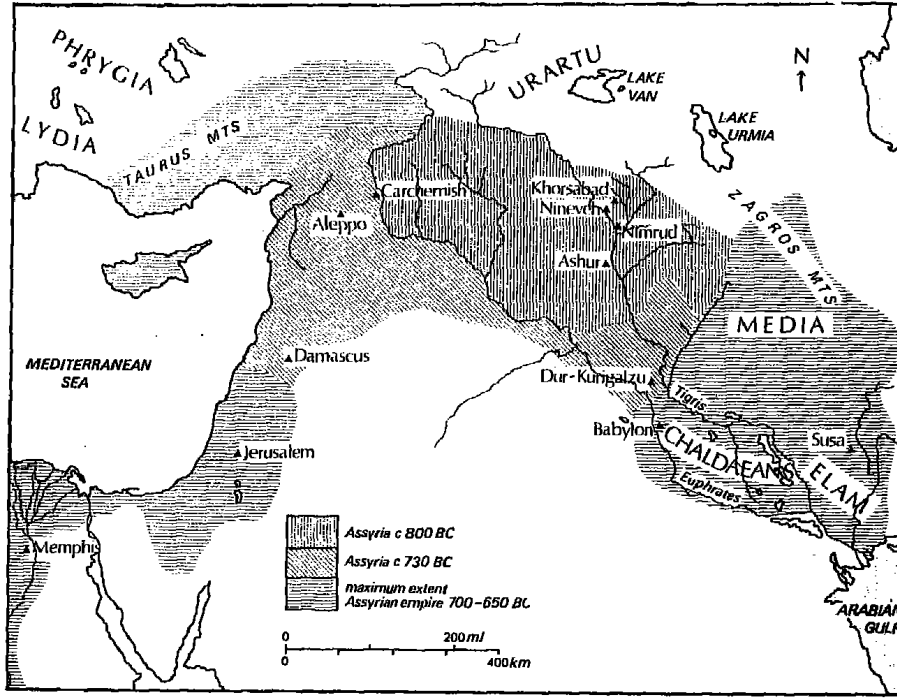 PHRYGIA
LYDIA
TAURUS MTS
URARTU
LAKE
VAN
N
LAKE
URMIA
ZAGROS MTS
Carchemish
Aleppo
Khorsabad
Nineveh
Nimrud
Ashur
MEDIA
MEDITERRANEAN
SEA
Damascus
Dur-Kurigalzu
Tigris
Babylon
CHALDAEANS
Susa
ELAM
Euphrates
Jerusalem
Memphi
Assyria c 800 BC
Assyria c 730 BC
maximum extent
Assyrian empire 700-650 BC
0 200 ml
0 400 km
ARABIAN
GULF